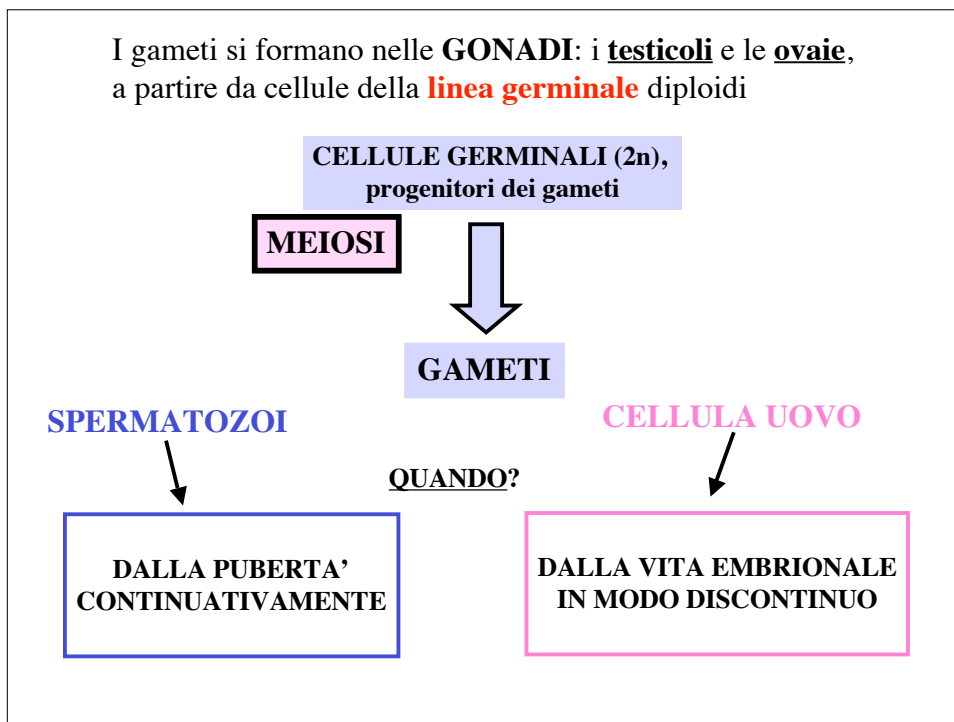 I gameti si formano nelle GONADI: i testicoli e le ovaie,
a partire da cellule della linea germinale diploidi
CELLULE GERMINALI (2n),
progenitori dei gameti
MEIOSI
GAMETI
SPERMATOZOI
CELLULA UOVO
QUANDO?
DALLA PUBERTA’
CONTINUATIVAMENTE
DALLA VITA EMBRIONALE
IN MODO DISCONTINUO